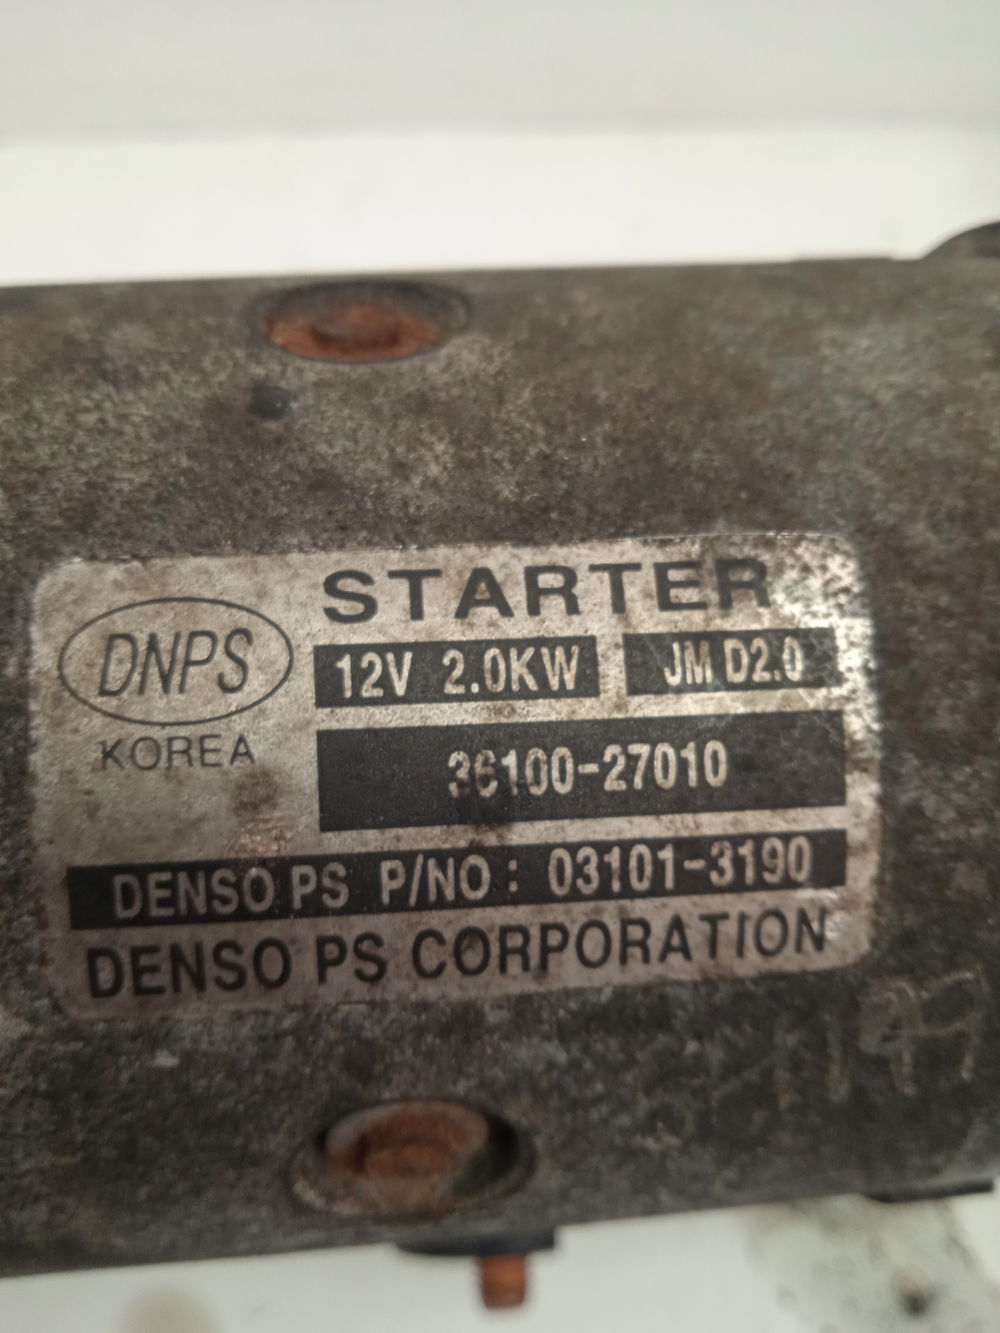 STARTER
DNPS
12V 2.0KW
JM D2.0
KOREA
36100-27010
DENSO PS P/NO: 03101-3190
DENSO PS CORPORATION